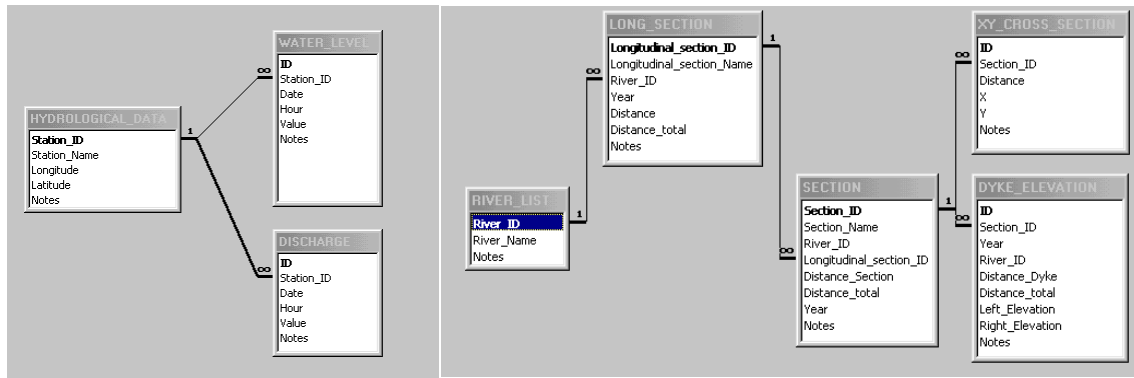 HYDROLOGICAL_DATA
Station_ID
Station_Name
Longitude
Latitude
Notes
1
∞
∞
WATER_LEVEL
ID
Station_ID
Date
Hour
Value
Notes
DISCHARGE
ID
Station_ID
Date
Hour
Value
Notes
RIVER_LIST
River_ID
River_Name
Notes
1
∞
LONG_SECTION
Longitudinal_section_ID
Longitudinal_section_Name
River_ID
Year
Distance
Distance_total
Notes
1
∞
SECTION
Section_ID
Section_Name
River_ID
Longitudinal_section_ID
Distance_Section
Distance_total
Year
Notes
1
∞
∞
XY_CROSS_SECTION
ID
Section_ID
Distance
X
Y
Notes
DYKE_ELEVATION
ID
Section_ID
Year
River_ID
Distance_Dyke
Distance_total
Left_Elevation
Right_Elevation
Notes